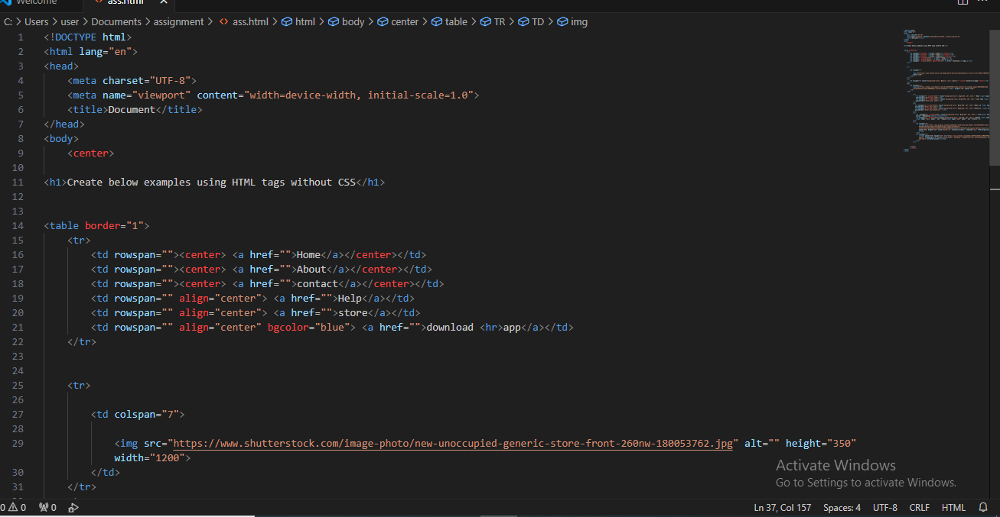 Welcome <> ass.html ×
C: > Users > user > Documents > assignment > <> ass.html > html > body > center > table > TR > TD > img
1 <!DOCTYPE html>
2 <html lang="en">
3 <head>
4 <meta charset="UTF-8">
5 <meta name="viewport" content="width=device-width, initial-scale=1.0">
6 <title>Document</title>
7 </head>
8 <body>
9 <center>
10
11 <h1>Create below examples using HTML tags without CSS</h1>
12
13
14 <table border="1">
15 <tr>
16 <td rowspan=""><center> <a href="">Home</a></center></td>
17 <td rowspan=""><center> <a href="">About</a></center></td>
18 <td rowspan=""><center> <a href="">contact</a></center></td>
19 <td rowspan="" align="center"> <a href="">Help</a></td>
20 <td rowspan="" align="center"> <a href="">store</a></td>
21 <td rowspan="" align="center" bgcolor="blue"> <a href="">download <hr>app</a></td>
22 </tr>
23
24
25 <tr>
26
27 <td colspan="7">
28
29 <img src="https://www.shutterstock.com/image-photo/new-unoccupied-generic-store-front-260nw-180053762.jpg" alt="" height="350"
width="1200">
30 </td>
31 </tr>
Activate Windows
Go to Settings to activate Windows.
0 0 0 Ln 37, Col 157 Spaces: 4 UTF-8 CRLF HTML